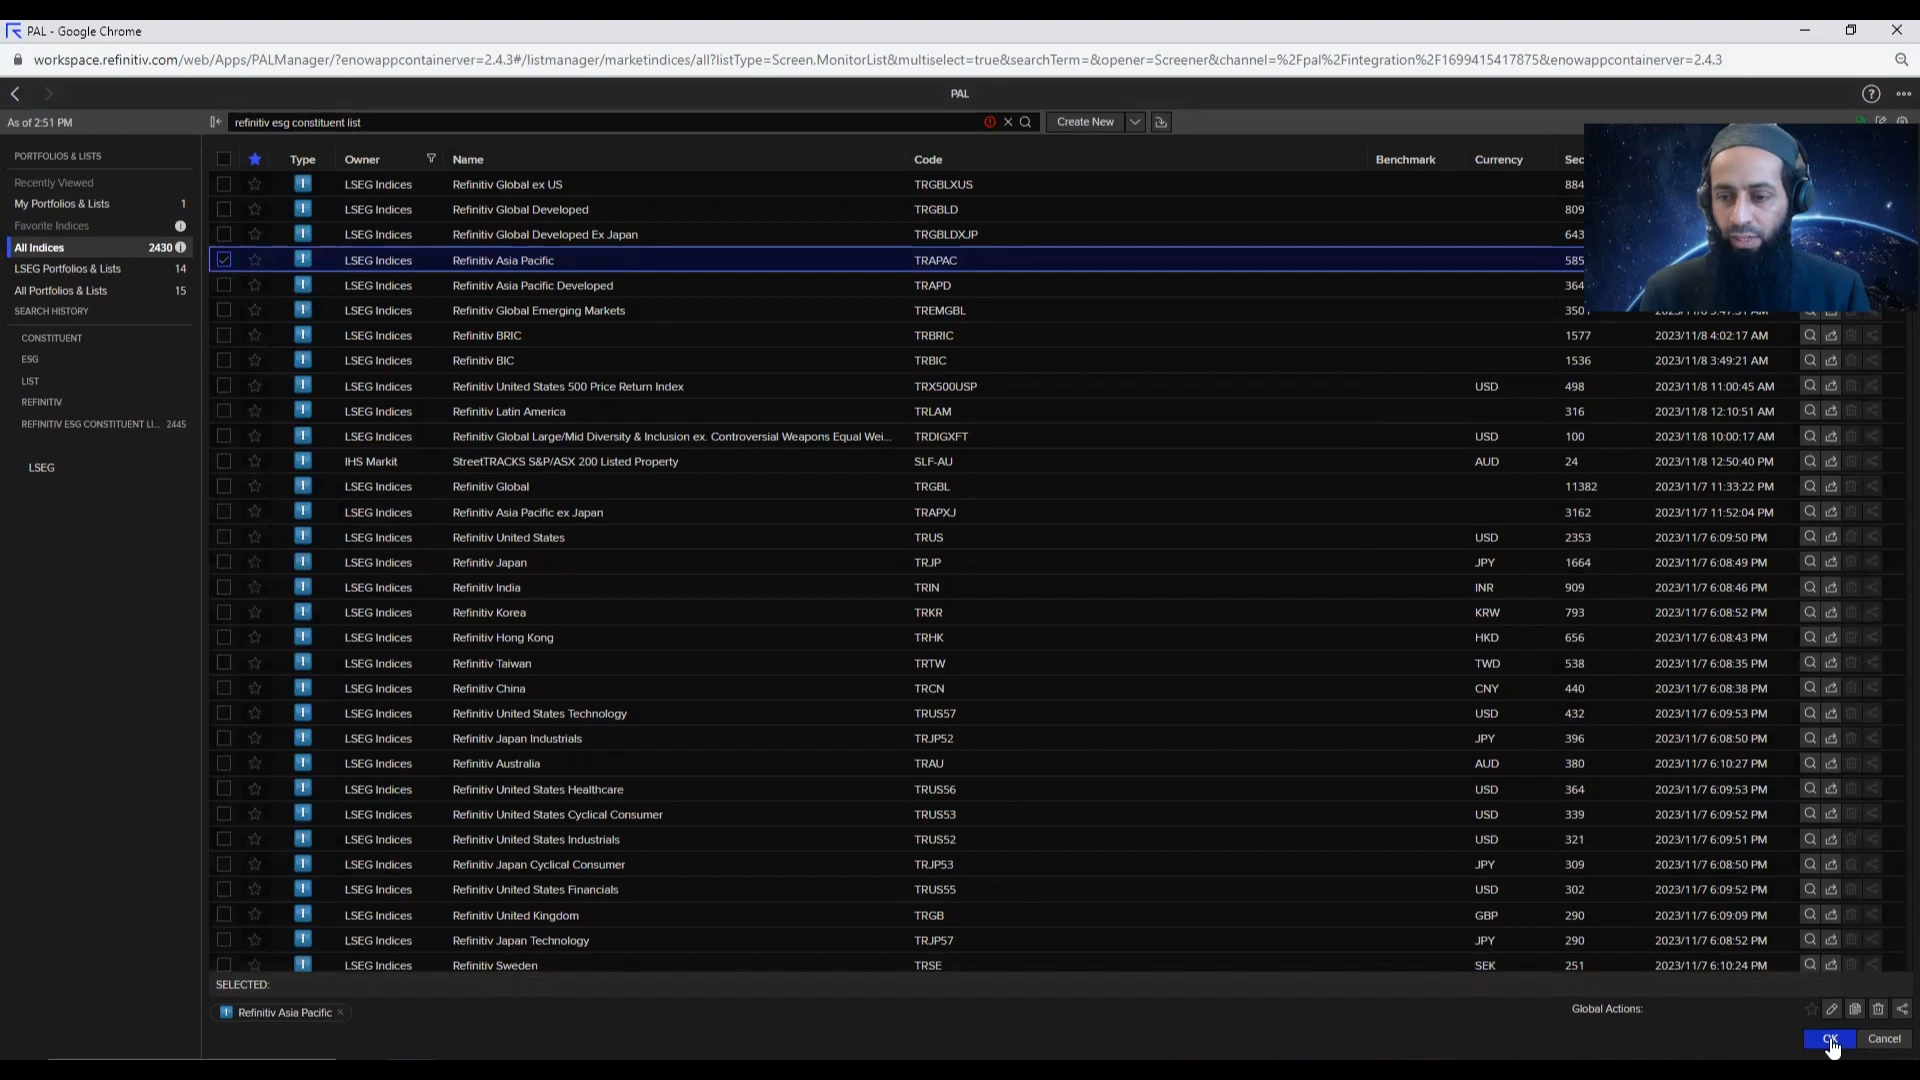 PAL - Google Chrome
workspace.refinitiv.com/web/Apps/PALManager/?enowappcontainerver=2.4.3#/listmanager/marketindices/all?listType=Screen,MonitorList&multiselect=true&searchTerm=&opener=Screener&channel=%2Fpal%2Fintegration%2F1699415417875&enowappcontainerver=2.4.3
PAL
As of 2:51 PM
refinitiv esg constituent list
Create New
PORTFOLIOS & LISTS
Recently Viewed
My Portfolios & Lists 1
Favorite Indices
All Indices 2430
LSEG Portfolios & Lists 14
All Portfolios & Lists 15
SEARCH HISTORY
CONSTITUENT
ESG
LIST
REFINITIV
REFINITIV ESG CONSTITUENT LI... 2445
LSEG
Type Owner Name Code Benchmark Currency Sec
LSEG Indices Refinitiv Global ex US TRGBLXUS 884
LSEG Indices Refinitiv Global Developed TRGBLD 809
LSEG Indices Refinitiv Global Developed Ex Japan TRGBLDXJP 643
LSEG Indices Refinitiv Asia Pacific TRAPAC 585
LSEG Indices Refinitiv Asia Pacific Developed TRAPD 364
LSEG Indices Refinitiv Global Emerging Markets TREMGBL
LSEG Indices Refinitiv BRIC TRBRIC 1577 2023/11/8 4:02:17 AM
LSEG Indices Refinitiv BIC TRBIC 1536 2023/11/8 3:49:21 AM
LSEG Indices Refinitiv United States 500 Price Return Index TRX500USP USD 498 2023/11/8 11:00:45 AM
LSEG Indices Refinitiv Latin America TRLAM 316 2023/11/8 12:10:51 AM
LSEG Indices Refinitiv Global Large/Mid Diversity & Inclusion ex. Controversial Weapons Equal Wei... TRDIGXFT USD 100 2023/11/8 10:00:17 AM
IHS Markit StreetTRACKS S&P/ASX 200 Listed Property SLF-AU AUD 24 2023/11/8 12:50:40 PM
LSEG Indices Refinitiv Global TRGBL 11382 2023/11/7 11:33:22 PM
LSEG Indices Refinitiv Asia Pacific ex Japan TRAPXJ 3162 2023/11/7 11:52:04 PM
LSEG Indices Refinitiv United States TRUS USD 2353 2023/11/7 6:09:50 PM
LSEG Indices Refinitiv Japan TRJP JPY 1664 2023/11/7 6:08:49 PM
LSEG Indices Refinitiv India TRIN INR 909 2023/11/7 6:08:46 PM
LSEG Indices Refinitiv Korea TRKR KRW 793 2023/11/7 6:08:52 PM
LSEG Indices Refinitiv Hong Kong TRHK HKD 656 2023/11/7 6:08:43 PM
LSEG Indices Refinitiv Taiwan TRTW TWD 538 2023/11/7 6:08:35 PM
LSEG Indices Refinitiv China TRCN CNY 440 2023/11/7 6:08:38 PM
LSEG Indices Refinitiv United States Technology TRUS57 USD 432 2023/11/7 6:09:53 PM
LSEG Indices Refinitiv Japan Industrials TRJP52 JPY 396 2023/11/7 6:08:50 PM
LSEG Indices Refinitiv Australia TRAU AUD 380 2023/11/7 6:10:27 PM
LSEG Indices Refinitiv United States Healthcare TRUS56 USD 364 2023/11/7 6:09:53 PM
LSEG Indices Refinitiv United States Cyclical Consumer TRUS53 USD 339 2023/11/7 6:09:52 PM
LSEG Indices Refinitiv United States Industrials TRUS52 USD 321 2023/11/7 6:09:51 PM
LSEG Indices Refinitiv Japan Cyclical Consumer TRJP53 JPY 309 2023/11/7 6:08:50 PM
LSEG Indices Refinitiv United States Financials TRUS55 USD 302 2023/11/7 6:09:52 PM
LSEG Indices Refinitiv United Kingdom TRGB GBP 290 2023/11/7 6:09:09 PM
LSEG Indices Refinitiv Japan Technology TRJP57 JPY 290 2023/11/7 6:08:52 PM
LSEG Indices Refinitiv Sweden TRSE SEK 251 2023/11/7 6:10:24 PM
SELECTED:
Refinitiv Asia Pacific
Global Actions:
OK Cancel